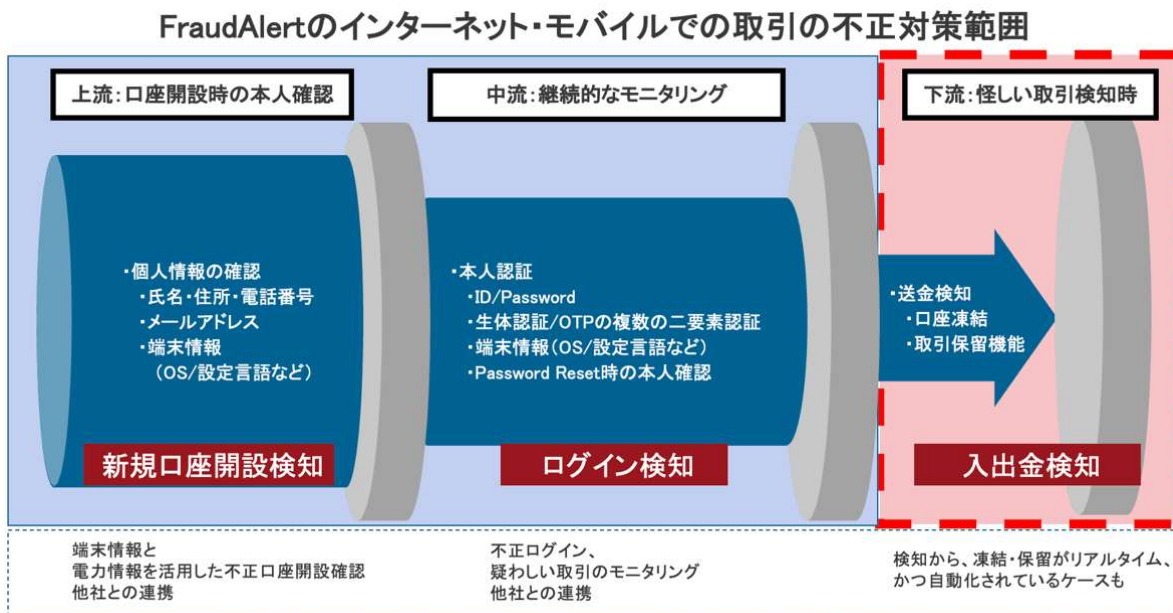 FraudAlertのインターネット・モバイルでの取引の不正対策範囲
上流：口座開設時の本人確認
・個人情報の確認
・氏名・住所・電話番号
・メールアドレス
・端末情報
（OS/設定言語など）
新規口座開設検知
端末情報と
電力情報を活用した不正口座開設確認
他社との連携
中流：継続的なモニタリング
・本人認証
・ID/Password
・生体認証/OTPの複数の二要素認証
・端末情報（OS/設定言語など）
・Password Reset時の本人確認
ログイン検知
不正ログイン、
疑わしい取引のモニタリング
他社との連携
下流：怪しい取引検知時
・送金検知
・口座凍結
・取引保留機能
入出金検知
検知から、凍結・保留がリアルタイム、
かつ自動化されているケースも